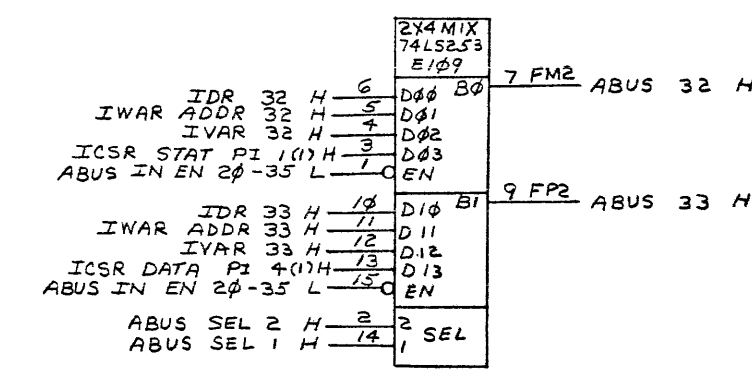 2X4 MIX
74LS253
E1Ø9
IDR 32 H 6 DØØ BØ 7 FM2 ABUS 32 H
IWAR ADDR 32 H 5 DØ1
IVAR 32 H 4 DØ2
ICSR STAT PI 1(1) H 3 DØ3
ABUS IN EN 2Ø-35 L 1 EN
IDR 33 H 1Ø D1Ø B1 9 FP2 ABUS 33 H
IWAR ADDR 33 H 11 D11
IVAR 33 H 12 D12
ICSR DATA PI 4(1) H 13 D13
ABUS IN EN 2Ø-35 L 15 EN
ABUS SEL 2 H 2 2 SEL
ABUS SEL 1 H 14 1